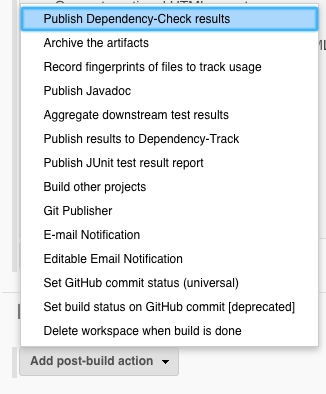 Publish Dependency-Check results
Archive the artifacts
Record fingerprints of files to track usage
Publish Javadoc
Aggregate downstream test results
Publish results to Dependency-Track
Publish JUnit test result report
Build other projects
Git Publisher
E-mail Notification
Editable Email Notification
Set GitHub commit status (universal)
Set build status on GitHub commit [deprecated]
Delete workspace when build is done
Add post-build action